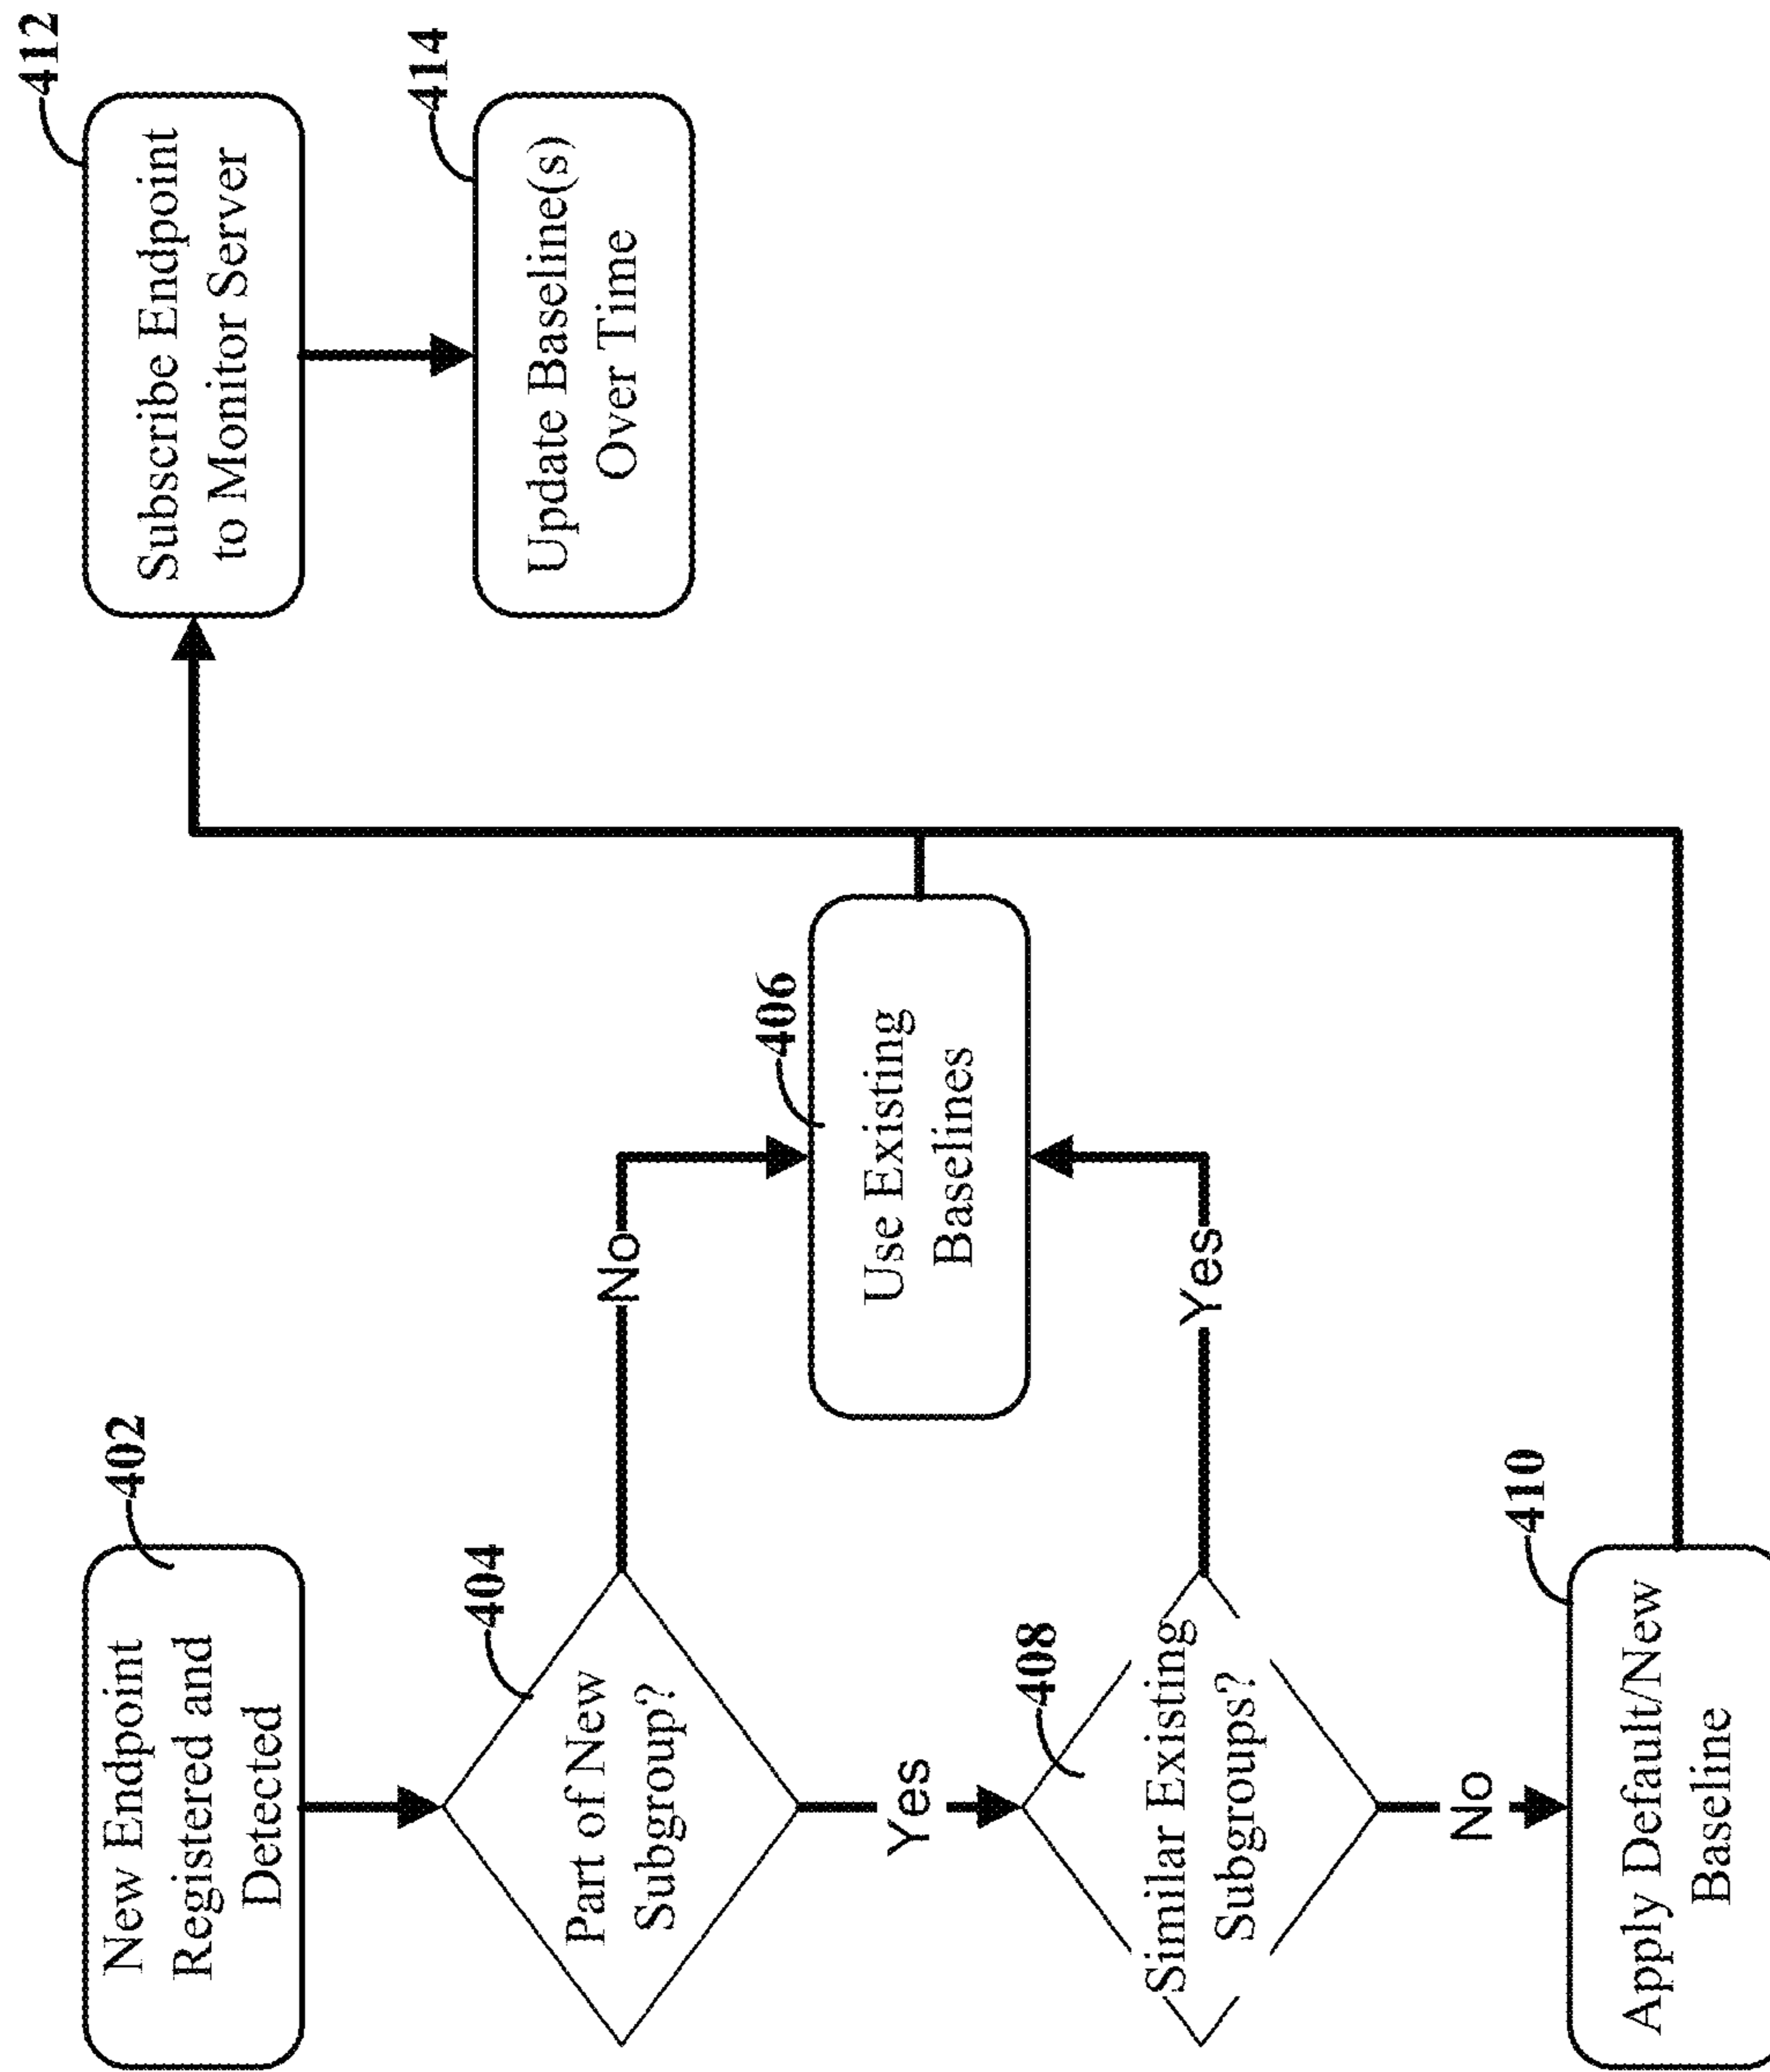 402
New Endpoint
Registered and
Detected
404
Part of New
Subgroup?
No
Yes
406
Use Existing
Baselines
408
Similar Existing
Subgroups?
Yes
No
410
Apply Default/New
Baseline
412
Subscribe Endpoint
to Monitor Server
414
Update Baseline(s)
Over Time